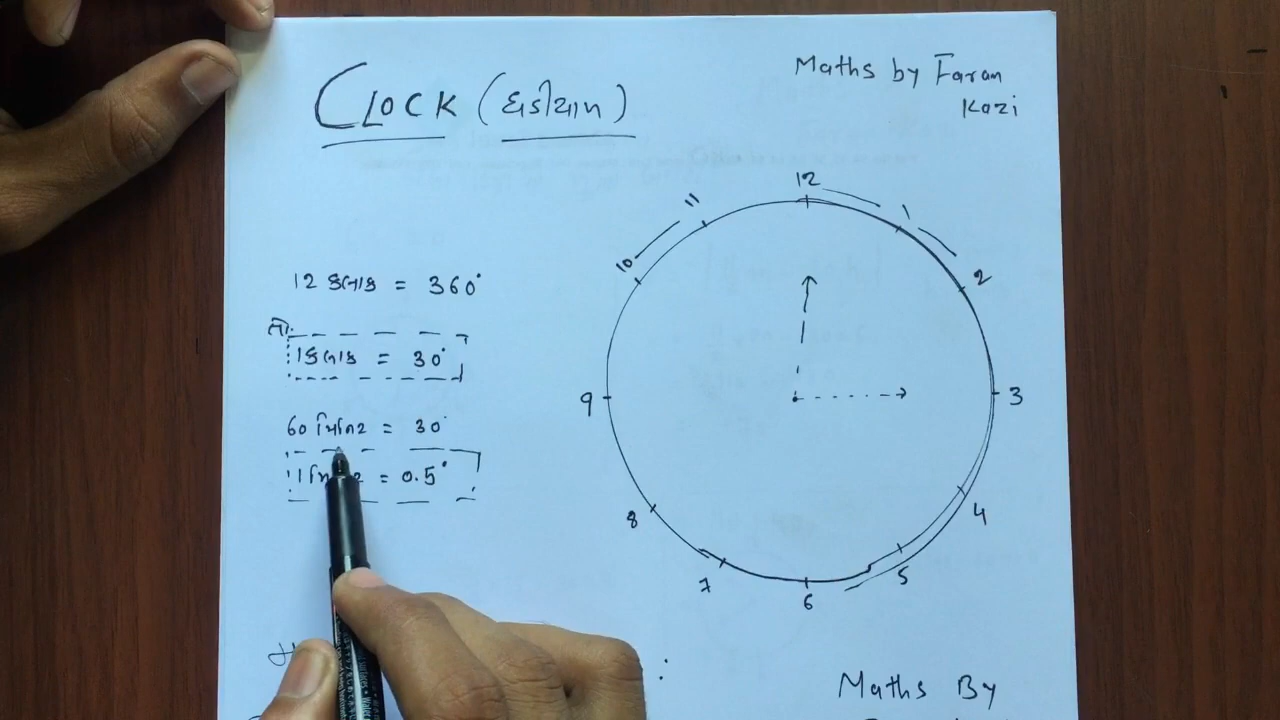 CLOCK (ઘડીયાળ)
Maths by Faran
Kazi
12 કલાક = 360°
તો
1 કલાક = 30°
60 મિનિટ = 30°
= 0.5°
12
1
2
3
4
5
6
7
8
9
10
11
Maths By